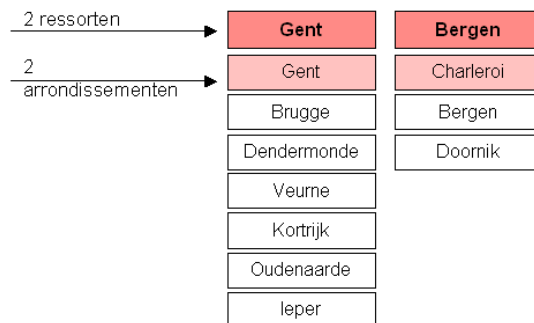 2 ressorten
Gent
Bergen
2
arrondissementen
Gent
Charleroi
Brugge
Bergen
Dendermonde
Doornik
Veurne
Kortrijk
Oudenaarde
Ieper